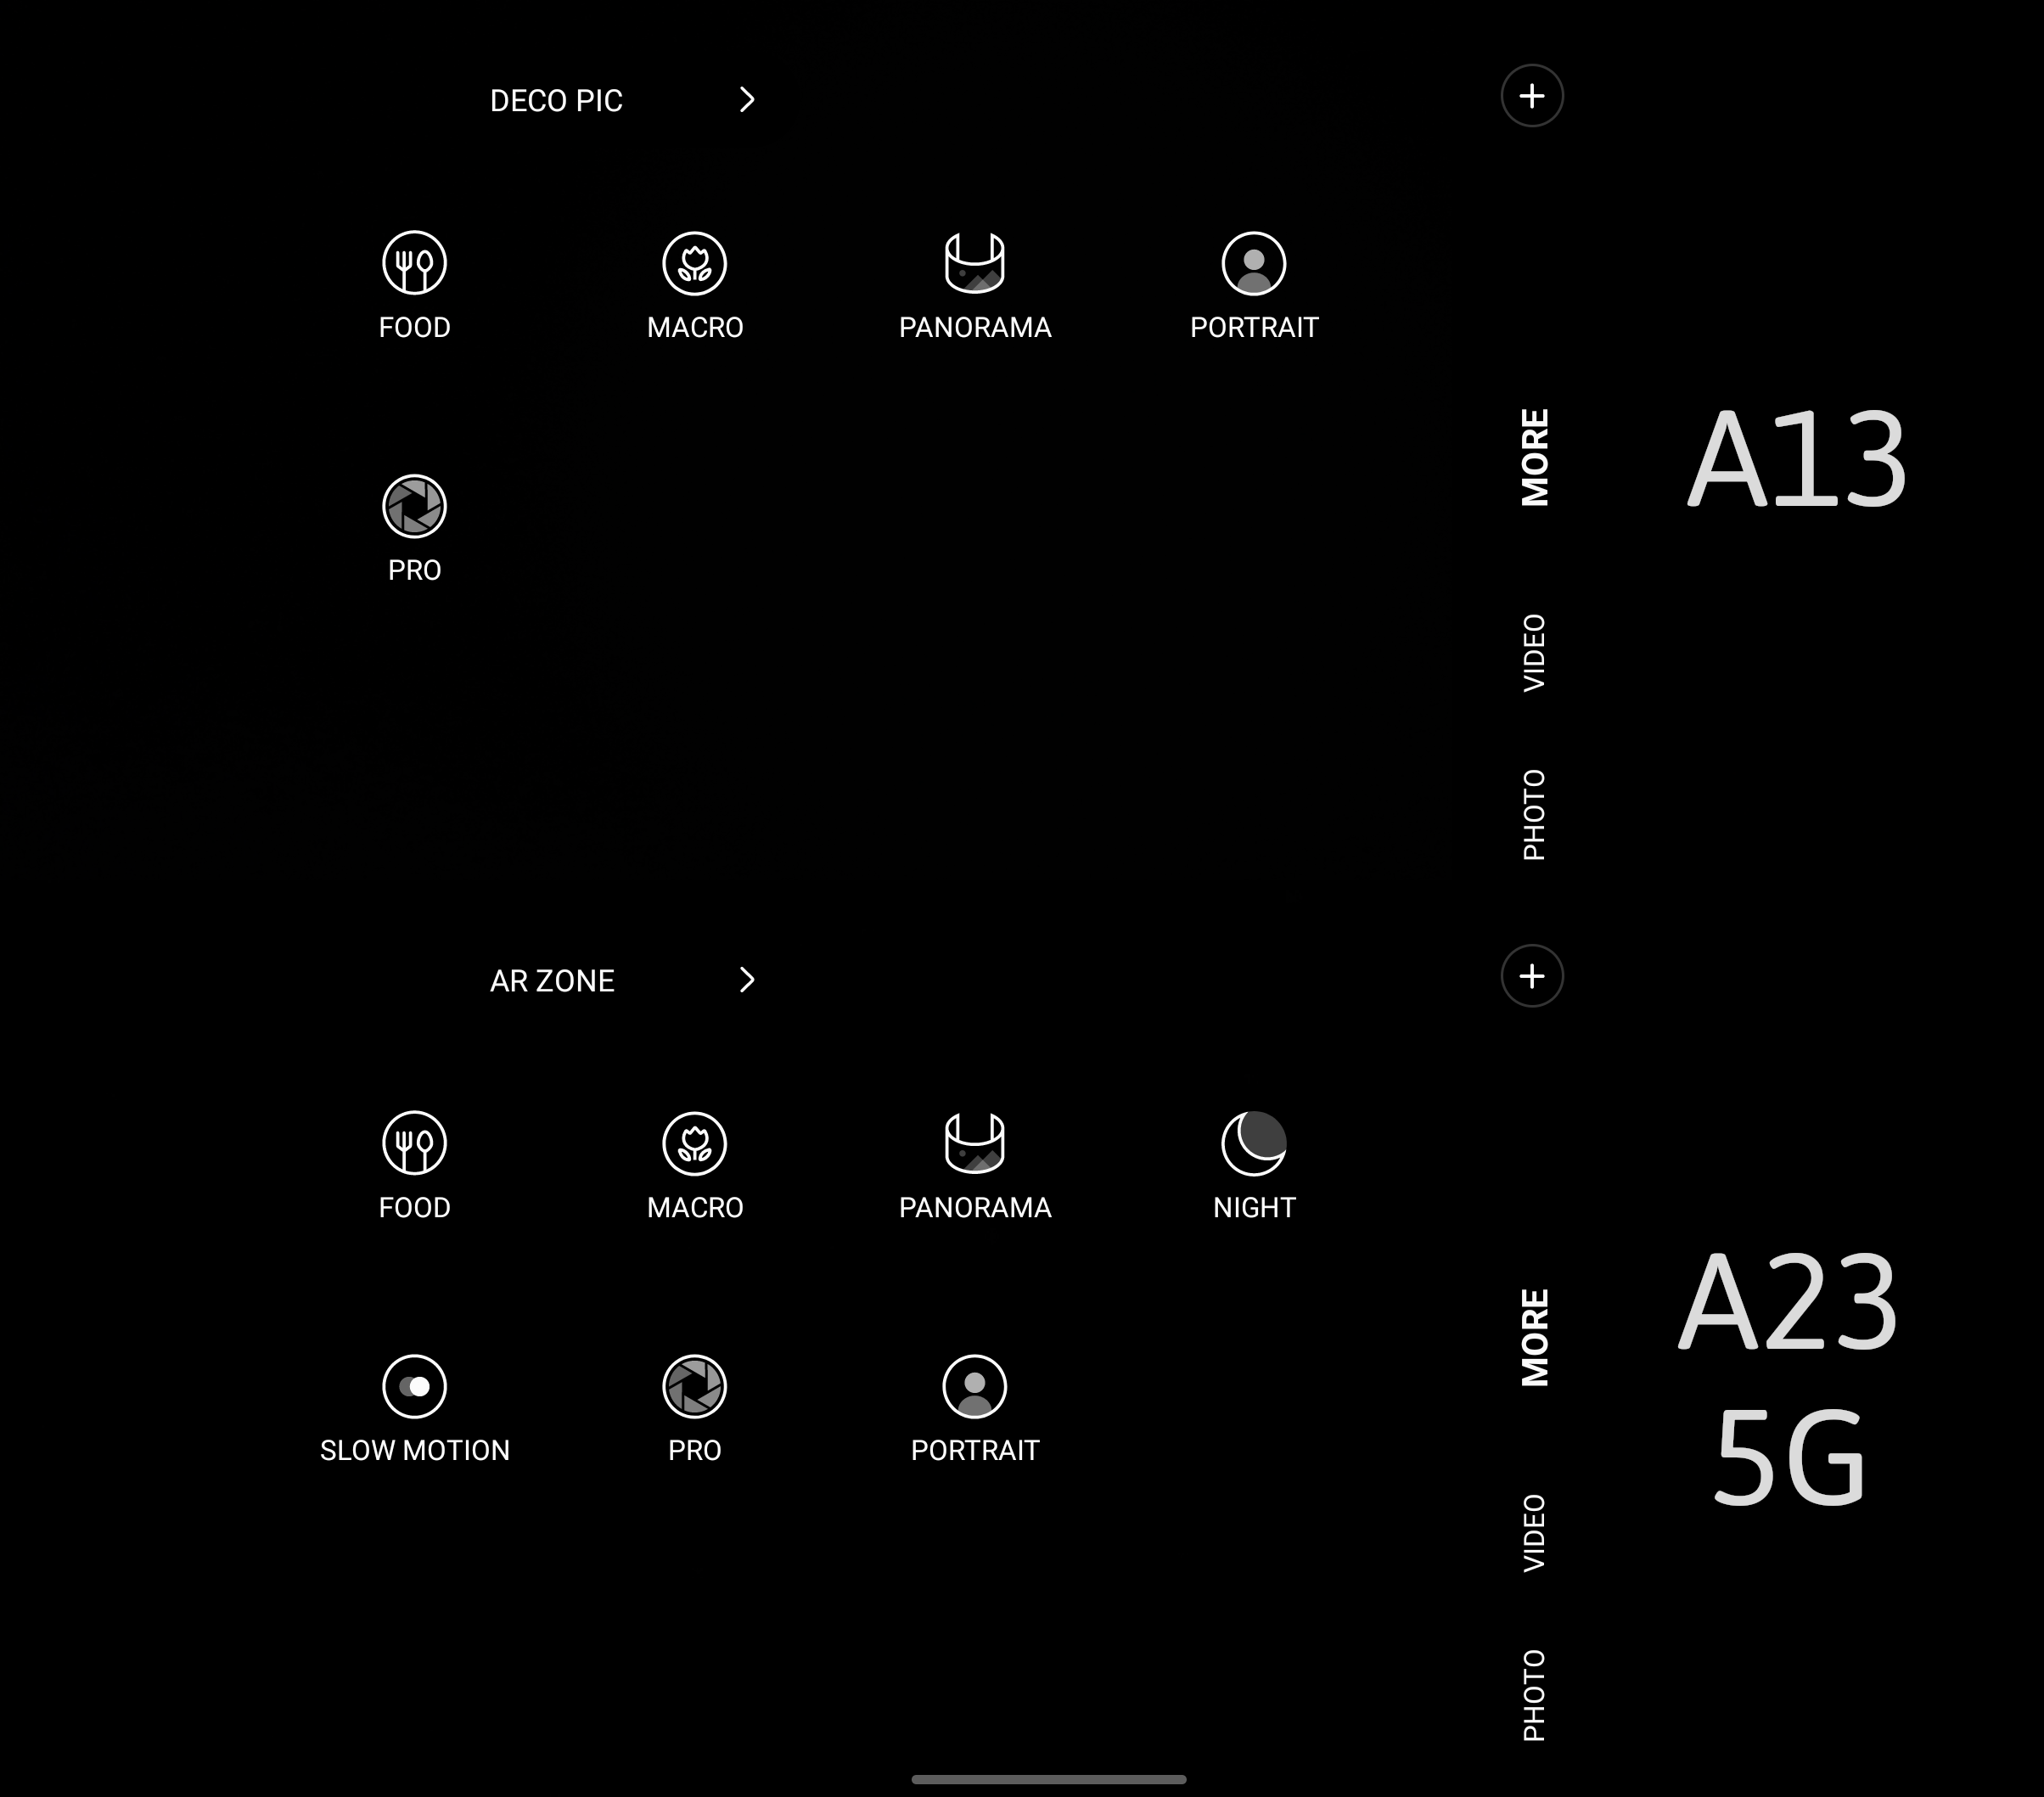 DECO PIC
FOOD
MACRO
PANORAMA
PORTRAIT
PRO
MORE
VIDEO
PHOTO
A13
AR ZONE
FOOD
MACRO
PANORAMA
NIGHT
SLOW MOTION
PRO
PORTRAIT
MORE
VIDEO
PHOTO
A23
5G